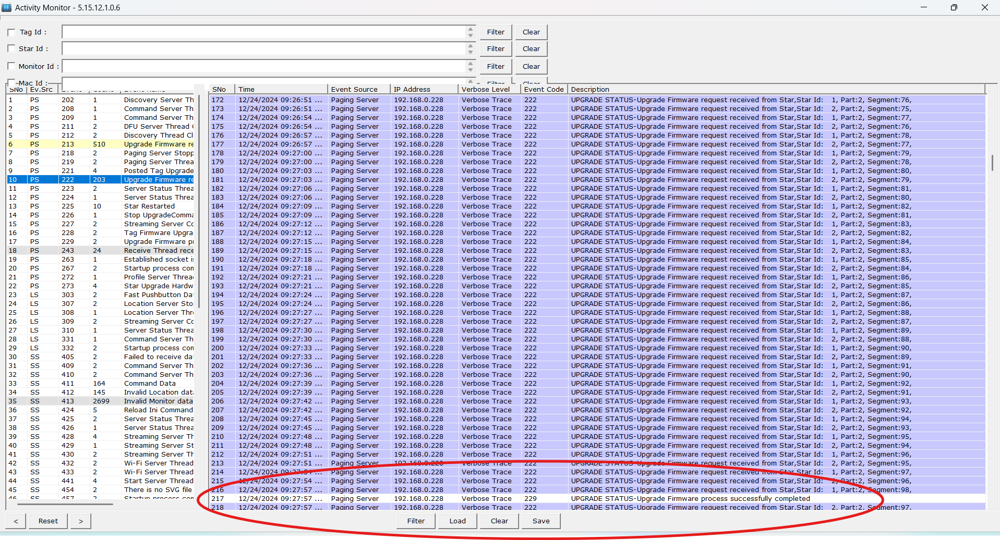 Activity Monitor - 5.15.12.1.0.6
Tag Id : Filter Clear
Star Id : Filter Clear
Monitor Id : Filter Clear
Mac Id : Filter Clear
SNo Ev.Src Event Count Event Name
1 PS 202 1 Discovery Server Th
2 PS 208 1 Command Server Th
3 PS 209 1 Command Server Th
4 PS 211 2 DFU Server Thread C
5 PS 212 2 Discovery Thread Cl
6 PS 213 510 Upgrade Firmware re
7 PS 218 2 Paging Server Stopp
8 PS 219 2 Paging Server Threa
9 PS 221 4 Posted Tag Upgrade
10 PS 222 203 Upgrade Firmware re
11 PS 223 2 Server Status Threa
12 PS 224 1 Server Status Threa
13 PS 225 10 Star Restarted
14 PS 226 1 Stop UpgradeComma
15 PS 227 2 Streaming Server Co
16 PS 228 2 Tag Firmware Upgra
17 PS 229 2 Upgrade Firmware p
18 PS 243 24 Receive Thread rece
19 PS 263 1 Established socket i
20 PS 267 2 Startup process com
21 PS 272 1 Profile Server Threa
22 PS 273 4 Star Upgrade Hardw
23 LS 303 2 Fast Pushbutton Da
24 LS 307 2 Location Server Sto
25 LS 308 1 Location Server Thr
26 LS 309 2 Streaming Server Co
27 LS 310 1 Server Status Threa
28 LS 331 1 Command Server Th
29 LS 332 2 Startup process com
30 SS 405 2 Failed to receive da
31 SS 409 2 Command Server Th
32 SS 410 2 Command Server Th
33 SS 411 164 Command Data
34 SS 412 145 Invalid Location dat
35 SS 413 2699 Invalid Monitor data
36 SS 424 5 Reload Ini Command
37 SS 425 2 Server Status Threa
38 SS 426 1 Server Status Threa
39 SS 428 4 Streaming Server Th
40 SS 429 1 Streaming Server St
41 SS 430 2 Streaming Server Th
42 SS 432 2 Wi-Fi Server Thread
43 SS 433 2 Wi-Fi Server Thread
44 SS 441 4 Start Server Thread
45 SS 454 2 There is no SVG file
46 SS 457 2 Startup process com
SNo Time Event Source IP Address Verbose Level Event Code Description
172 12/24/2024 09:26:51 ... Paging Server 192.168.0.228 Verbose Trace 222 UPGRADE STATUS-Upgrade Firmware request received from Star,Star Id: 1, Part:2, Segment:76,
173 12/24/2024 09:26:51 ... Paging Server 192.168.0.228 Verbose Trace 222 UPGRADE STATUS-Upgrade Firmware request received from Star,Star Id: 2, Part:2, Segment:75,
174 12/24/2024 09:26:54 ... Paging Server 192.168.0.228 Verbose Trace 222 UPGRADE STATUS-Upgrade Firmware request received from Star,Star Id: 1, Part:2, Segment:77,
175 12/24/2024 09:26:54 ... Paging Server 192.168.0.228 Verbose Trace 222 UPGRADE STATUS-Upgrade Firmware request received from Star,Star Id: 2, Part:2, Segment:76,
176 12/24/2024 09:26:57 ... Paging Server 192.168.0.228 Verbose Trace 222 UPGRADE STATUS-Upgrade Firmware request received from Star,Star Id: 1, Part:2, Segment:78,
177 12/24/2024 09:26:57 ... Paging Server 192.168.0.228 Verbose Trace 222 UPGRADE STATUS-Upgrade Firmware request received from Star,Star Id: 2, Part:2, Segment:77,
178 12/24/2024 09:27:00 ... Paging Server 192.168.0.228 Verbose Trace 222 UPGRADE STATUS-Upgrade Firmware request received from Star,Star Id: 1, Part:2, Segment:79,
179 12/24/2024 09:27:00 ... Paging Server 192.168.0.228 Verbose Trace 222 UPGRADE STATUS-Upgrade Firmware request received from Star,Star Id: 2, Part:2, Segment:78,
180 12/24/2024 09:27:03 ... Paging Server 192.168.0.228 Verbose Trace 222 UPGRADE STATUS-Upgrade Firmware request received from Star,Star Id: 1, Part:2, Segment:80,
181 12/24/2024 09:27:03 ... Paging Server 192.168.0.228 Verbose Trace 222 UPGRADE STATUS-Upgrade Firmware request received from Star,Star Id: 2, Part:2, Segment:79,
182 12/24/2024 09:27:06 ... Paging Server 192.168.0.228 Verbose Trace 222 UPGRADE STATUS-Upgrade Firmware request received from Star,Star Id: 1, Part:2, Segment:81,
183 12/24/2024 09:27:06 ... Paging Server 192.168.0.228 Verbose Trace 222 UPGRADE STATUS-Upgrade Firmware request received from Star,Star Id: 2, Part:2, Segment:80,
184 12/24/2024 09:27:09 ... Paging Server 192.168.0.228 Verbose Trace 222 UPGRADE STATUS-Upgrade Firmware request received from Star,Star Id: 1, Part:2, Segment:82,
185 12/24/2024 09:27:09 ... Paging Server 192.168.0.228 Verbose Trace 222 UPGRADE STATUS-Upgrade Firmware request received from Star,Star Id: 2, Part:2, Segment:81,
186 12/24/2024 09:27:12 ... Paging Server 192.168.0.228 Verbose Trace 222 UPGRADE STATUS-Upgrade Firmware request received from Star,Star Id: 1, Part:2, Segment:83,
187 12/24/2024 09:27:12 ... Paging Server 192.168.0.228 Verbose Trace 222 UPGRADE STATUS-Upgrade Firmware request received from Star,Star Id: 2, Part:2, Segment:82,
188 12/24/2024 09:27:15 ... Paging Server 192.168.0.228 Verbose Trace 222 UPGRADE STATUS-Upgrade Firmware request received from Star,Star Id: 1, Part:2, Segment:84,
189 12/24/2024 09:27:15 ... Paging Server 192.168.0.228 Verbose Trace 222 UPGRADE STATUS-Upgrade Firmware request received from Star,Star Id: 2, Part:2, Segment:83,
190 12/24/2024 09:27:18 ... Paging Server 192.168.0.228 Verbose Trace 222 UPGRADE STATUS-Upgrade Firmware request received from Star,Star Id: 1, Part:2, Segment:85,
191 12/24/2024 09:27:18 ... Paging Server 192.168.0.228 Verbose Trace 222 UPGRADE STATUS-Upgrade Firmware request received from Star,Star Id: 2, Part:2, Segment:84,
192 12/24/2024 09:27:21 ... Paging Server 192.168.0.228 Verbose Trace 222 UPGRADE STATUS-Upgrade Firmware request received from Star,Star Id: 1, Part:2, Segment:86,
193 12/24/2024 09:27:21 ... Paging Server 192.168.0.228 Verbose Trace 222 UPGRADE STATUS-Upgrade Firmware request received from Star,Star Id: 2, Part:2, Segment:85,
194 12/24/2024 09:27:24 ... Paging Server 192.168.0.228 Verbose Trace 222 UPGRADE STATUS-Upgrade Firmware request received from Star,Star Id: 1, Part:2, Segment:87,
195 12/24/2024 09:27:24 ... Paging Server 192.168.0.228 Verbose Trace 222 UPGRADE STATUS-Upgrade Firmware request received from Star,Star Id: 2, Part:2, Segment:86,
196 12/24/2024 09:27:27 ... Paging Server 192.168.0.228 Verbose Trace 222 UPGRADE STATUS-Upgrade Firmware request received from Star,Star Id: 1, Part:2, Segment:88,
197 12/24/2024 09:27:27 ... Paging Server 192.168.0.228 Verbose Trace 222 UPGRADE STATUS-Upgrade Firmware request received from Star,Star Id: 2, Part:2, Segment:87,
198 12/24/2024 09:27:30 ... Paging Server 192.168.0.228 Verbose Trace 222 UPGRADE STATUS-Upgrade Firmware request received from Star,Star Id: 1, Part:2, Segment:89,
199 12/24/2024 09:27:30 ... Paging Server 192.168.0.228 Verbose Trace 222 UPGRADE STATUS-Upgrade Firmware request received from Star,Star Id: 2, Part:2, Segment:88,
200 12/24/2024 09:27:33 ... Paging Server 192.168.0.228 Verbose Trace 222 UPGRADE STATUS-Upgrade Firmware request received from Star,Star Id: 1, Part:2, Segment:90,
201 12/24/2024 09:27:33 ... Paging Server 192.168.0.228 Verbose Trace 222 UPGRADE STATUS-Upgrade Firmware request received from Star,Star Id: 2, Part:2, Segment:89,
202 12/24/2024 09:27:36 ... Paging Server 192.168.0.228 Verbose Trace 222 UPGRADE STATUS-Upgrade Firmware request received from Star,Star Id: 1, Part:2, Segment:91,
203 12/24/2024 09:27:36 ... Paging Server 192.168.0.228 Verbose Trace 222 UPGRADE STATUS-Upgrade Firmware request received from Star,Star Id: 2, Part:2, Segment:90,
204 12/24/2024 09:27:39 ... Paging Server 192.168.0.228 Verbose Trace 222 UPGRADE STATUS-Upgrade Firmware request received from Star,Star Id: 1, Part:2, Segment:92,
205 12/24/2024 09:27:39 ... Paging Server 192.168.0.228 Verbose Trace 222 UPGRADE STATUS-Upgrade Firmware request received from Star,Star Id: 2, Part:2, Segment:91,
206 12/24/2024 09:27:42 ... Paging Server 192.168.0.228 Verbose Trace 222 UPGRADE STATUS-Upgrade Firmware request received from Star,Star Id: 1, Part:2, Segment:93,
207 12/24/2024 09:27:42 ... Paging Server 192.168.0.228 Verbose Trace 222 UPGRADE STATUS-Upgrade Firmware request received from Star,Star Id: 2, Part:2, Segment:92,
208 12/24/2024 09:27:45 ... Paging Server 192.168.0.228 Verbose Trace 222 UPGRADE STATUS-Upgrade Firmware request received from Star,Star Id: 1, Part:2, Segment:94,
209 12/24/2024 09:27:45 ... Paging Server 192.168.0.228 Verbose Trace 222 UPGRADE STATUS-Upgrade Firmware request received from Star,Star Id: 2, Part:2, Segment:93,
210 12/24/2024 09:27:48 ... Paging Server 192.168.0.228 Verbose Trace 222 UPGRADE STATUS-Upgrade Firmware request received from Star,Star Id: 1, Part:2, Segment:95,
211 12/24/2024 09:27:48 ... Paging Server 192.168.0.228 Verbose Trace 222 UPGRADE STATUS-Upgrade Firmware request received from Star,Star Id: 2, Part:2, Segment:94,
212 12/24/2024 09:27:51 ... Paging Server 192.168.0.228 Verbose Trace 222 UPGRADE STATUS-Upgrade Firmware request received from Star,Star Id: 1, Part:2, Segment:96,
213 12/24/2024 09:27:51 ... Paging Server 192.168.0.228 Verbose Trace 222 UPGRADE STATUS-Upgrade Firmware request received from Star,Star Id: 2, Part:2, Segment:95,
214 12/24/2024 09:27:54 ... Paging Server 192.168.0.228 Verbose Trace 222 UPGRADE STATUS-Upgrade Firmware request received from Star,Star Id: 1, Part:2, Segment:97,
215 12/24/2024 09:27:54 ... Paging Server 192.168.0.228 Verbose Trace 222 UPGRADE STATUS-Upgrade Firmware request received from Star,Star Id: 2, Part:2, Segment:96,
216 12/24/2024 09:27:57 ... Paging Server 192.168.0.228 Verbose Trace 222 UPGRADE STATUS-Upgrade Firmware request received from Star,Star Id: 1, Part:2, Segment:98,
217 12/24/2024 09:27:57 ... Paging Server 192.168.0.228 Verbose Trace 229 UPGRADE STATUS-Upgrade Firmware process successfully completed
218 12/24/2024 09:27:57 ... Paging Server 192.168.0.228 Verbose Trace 222 UPGRADE STATUS-Upgrade Firmware request received from Star,Star Id: 2, Part:2, Segment:97,
< Reset > Filter Load Clear Save